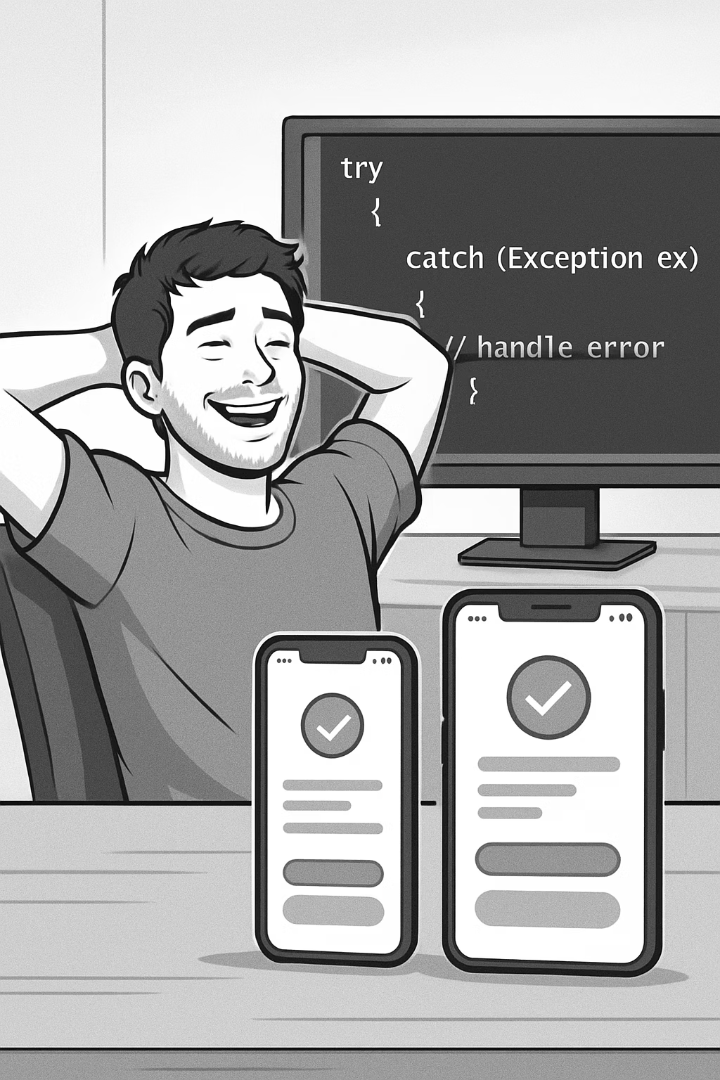 try
{
catch (Exception ex)
{
// handle error
}